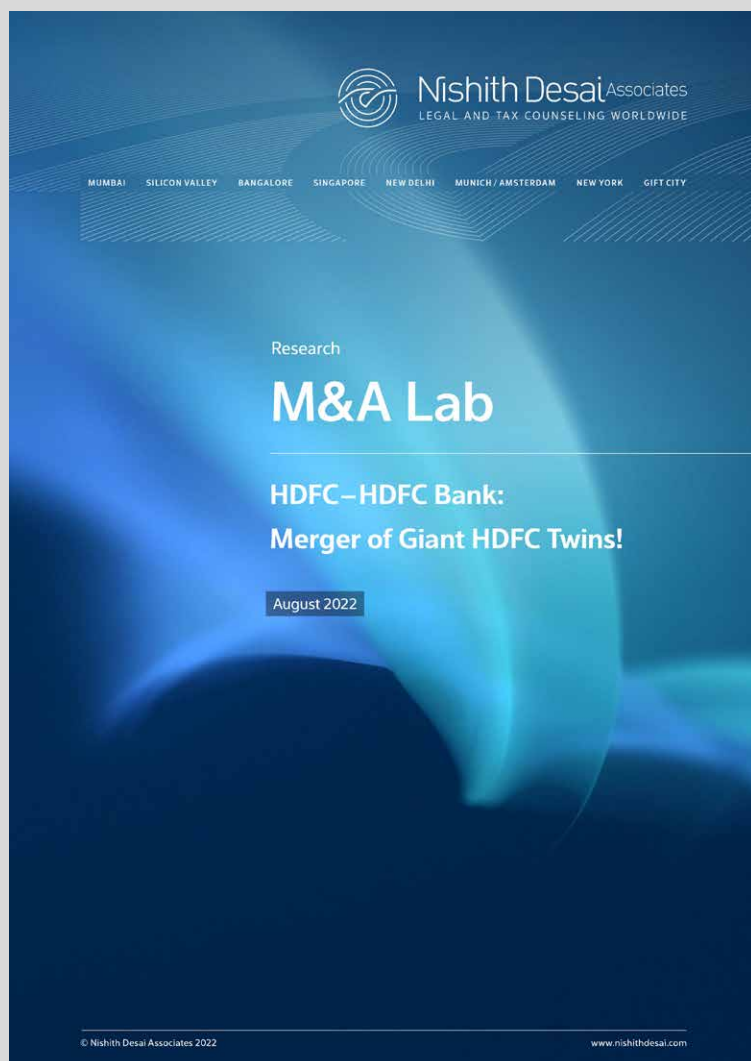 Nishith Desai Associates
LEGAL AND TAX COUNSELING WORLDWIDE
MUMBAI SILICON VALLEY BANGALORE SINGAPORE NEW DELHI MUNICH / AMSTERDAM NEW YORK GIFT CITY
Research
M&A Lab
HDFC–HDFC Bank:
Merger of Giant HDFC Twins!
August 2022
© Nishith Desai Associates 2022
www.nishithdesai.com